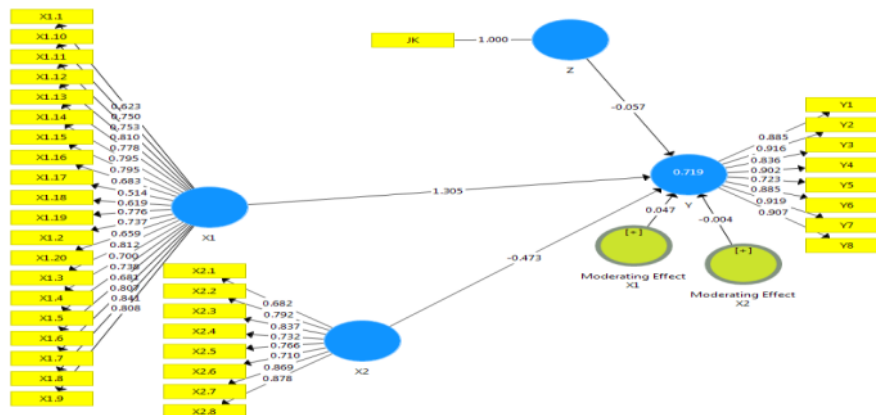 X1.1
X1.10
X1.11
X1.12
X1.13
X1.14
X1.15
X1.16
X1.17
X1.18
X1.19
X1.2
X1.20
X1.3
X1.4
X1.5
X1.6
X1.7
X1.8
X1.9
0.623
0.750
0.753
0.810
0.778
0.795
0.795
0.683
0.514
0.619
0.776
0.737
0.659
0.812
0.700
0.738
0.681
0.807
0.841
0.808
X1
X2.1
X2.2
X2.3
X2.4
X2.5
X2.6
X2.7
X2.8
0.682
0.792
0.837
0.732
0.766
0.710
0.869
0.878
X2
JK
1.000
Z
-0.057
1.305
-0.473
0.719
Y
0.047
-0.004
[+]
Moderating Effect
X1
[+]
Moderating Effect
X2
0.885
0.916
0.836
0.902
0.723
0.885
0.919
0.907
Y1
Y2
Y3
Y4
Y5
Y6
Y7
Y8